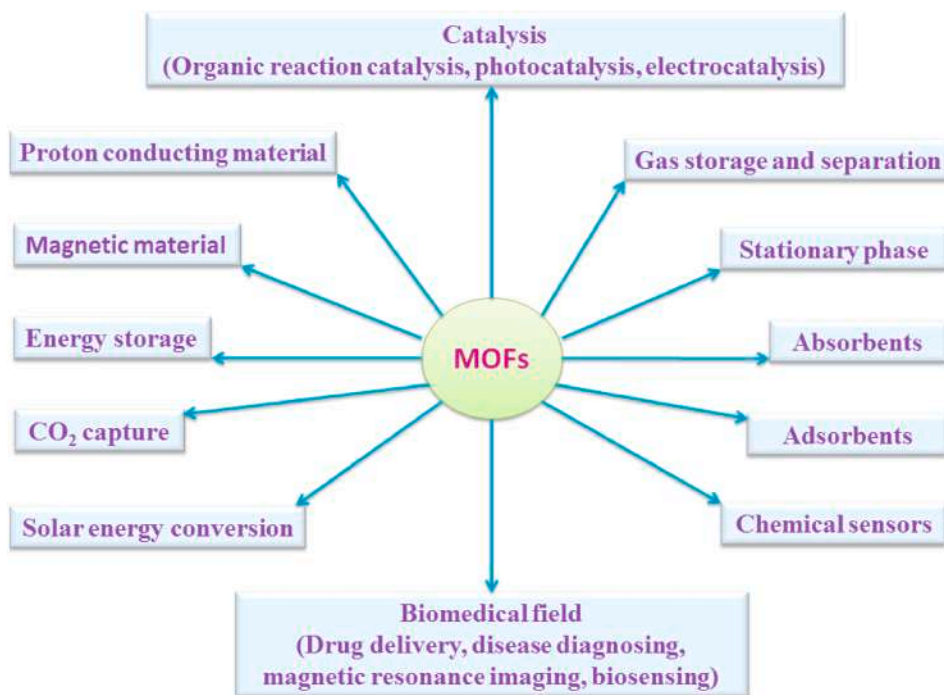 Catalysis
(Organic reaction catalysis, photocatalysis, electrocatalysis)
Proton conducting material
Gas storage and separation
Magnetic material
Stationary phase
Energy storage
MOFs
Absorbents
CO₂ capture
Adsorbents
Solar energy conversion
Chemical sensors
Biomedical field
(Drug delivery, disease diagnosing,
magnetic resonance imaging, biosensing)